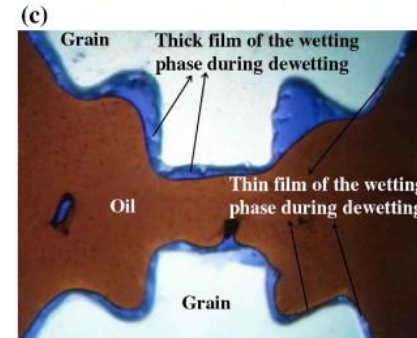 (c)
Grain
Thick film of the wetting
phase during dewetting
Thin film of the wetting
phase during dewetting
Oil
Grain